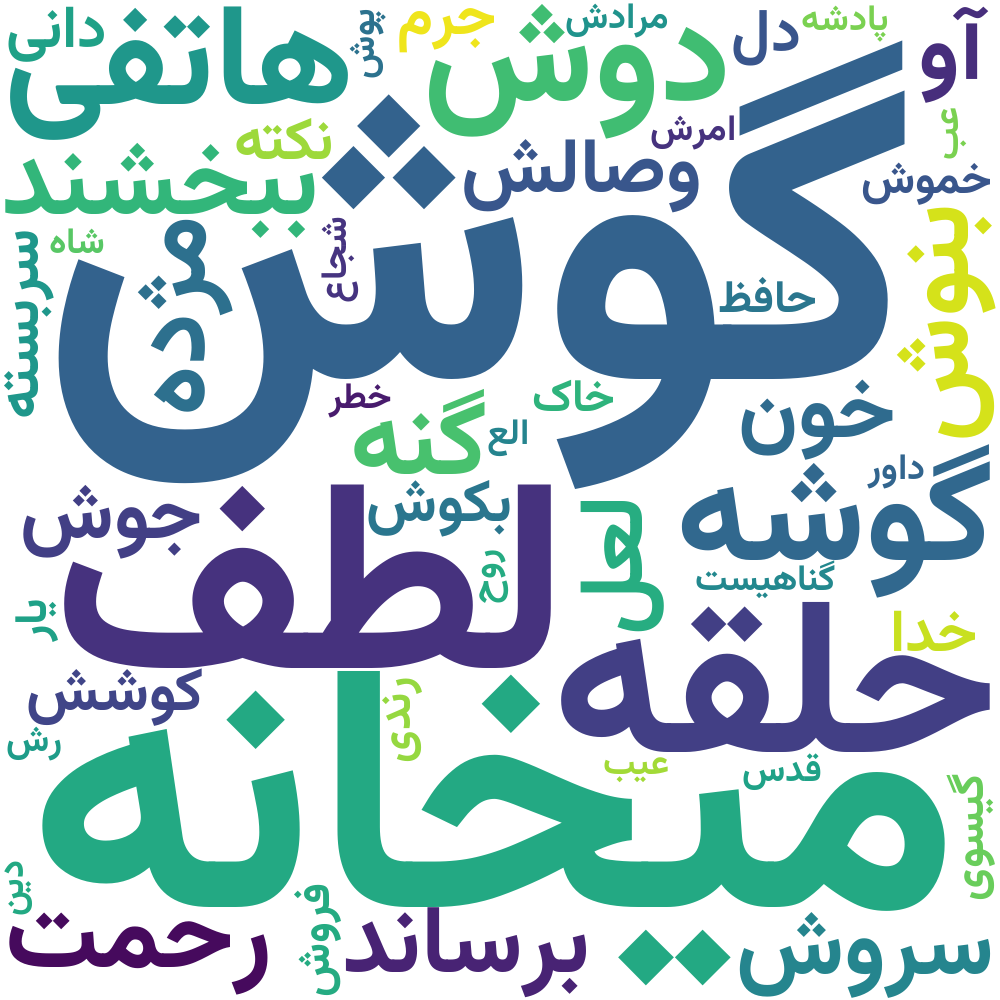 هاتفی
دانی
پوش
جرم
دوش
مرادش
دل
پادشه
آو
نکته
ببخشند
وصالش
امرش
عب
خموش
گوش
شاه
سربسته
مژده
شجاع
حافظ
بنوش
خطر
خاک
گنه
الع
خون
داور
گوشه
جوش
لطف
بکوش
روح
لعل
گناهیست
یار
حلقه
خدا
کوشش
رش
رندی
میخانه
عیب
قدس
گیسوی
دین
رحمت
فروش
برساند
سروش